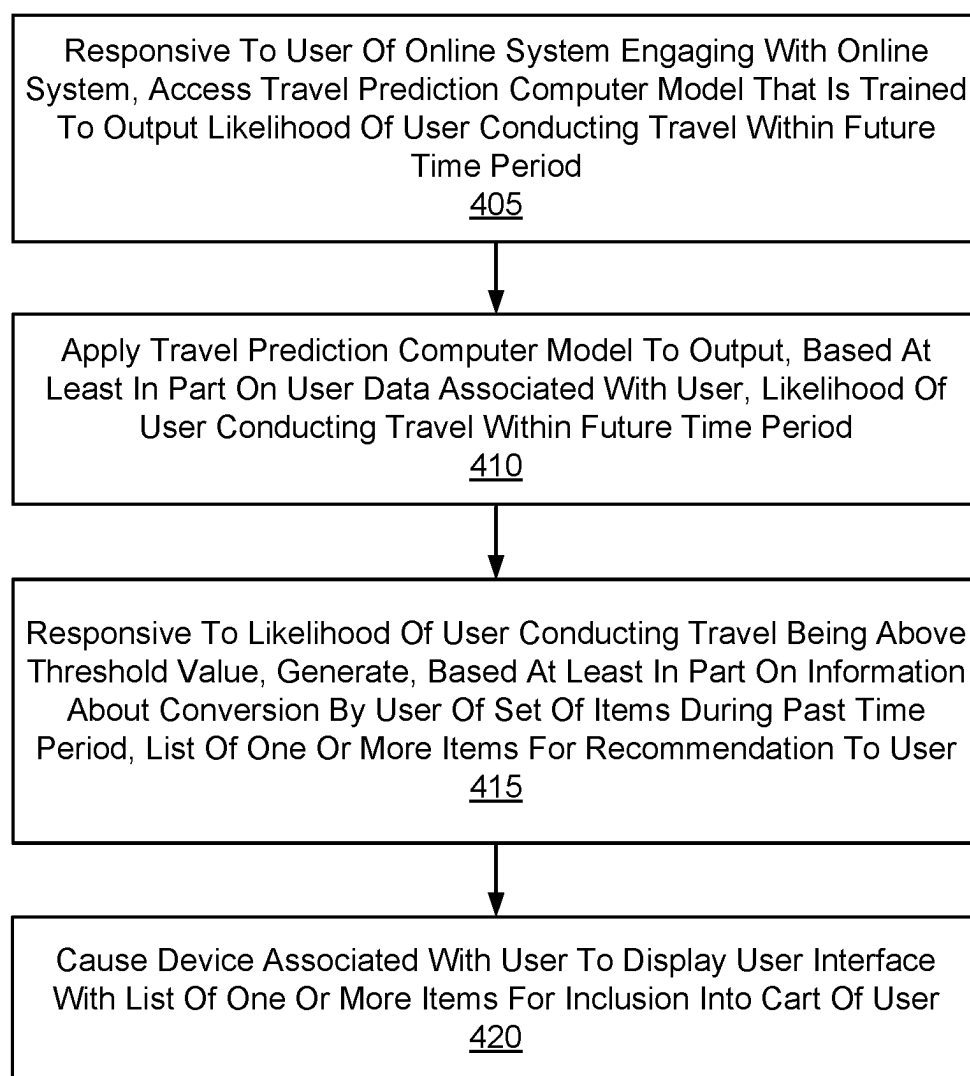 Responsive To User Of Online System Engaging With Online
System, Access Travel Prediction Computer Model That Is Trained
To Output Likelihood Of User Conducting Travel Within Future
Time Period
405
Apply Travel Prediction Computer Model To Output, Based At
Least In Part On User Data Associated With User, Likelihood Of
User Conducting Travel Within Future Time Period
410
Responsive To Likelihood Of User Conducting Travel Being Above
Threshold Value, Generate, Based At Least In Part On Information
About Conversion By User Of Set Of Items During Past Time
Period, List Of One Or More Items For Recommendation To User
415
Cause Device Associated With User To Display User Interface
With List Of One Or More Items For Inclusion Into Cart Of User
420